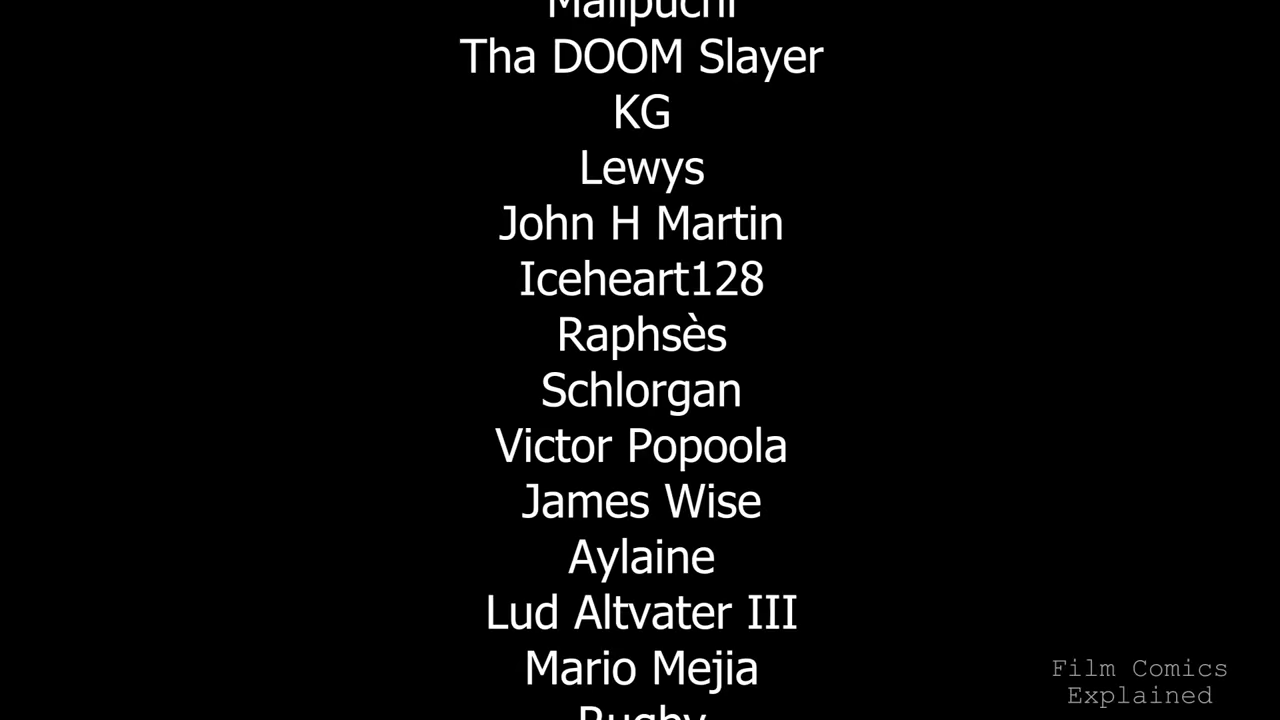 Tha DOOM Slayer
KG
Lewys
John H Martin
Iceheart128
Raphsès
Schlorgan
Victor Popoola
James Wise
Aylaine
Lud Altvater III
Mario Mejia
Rugby
Film Comics
Explained